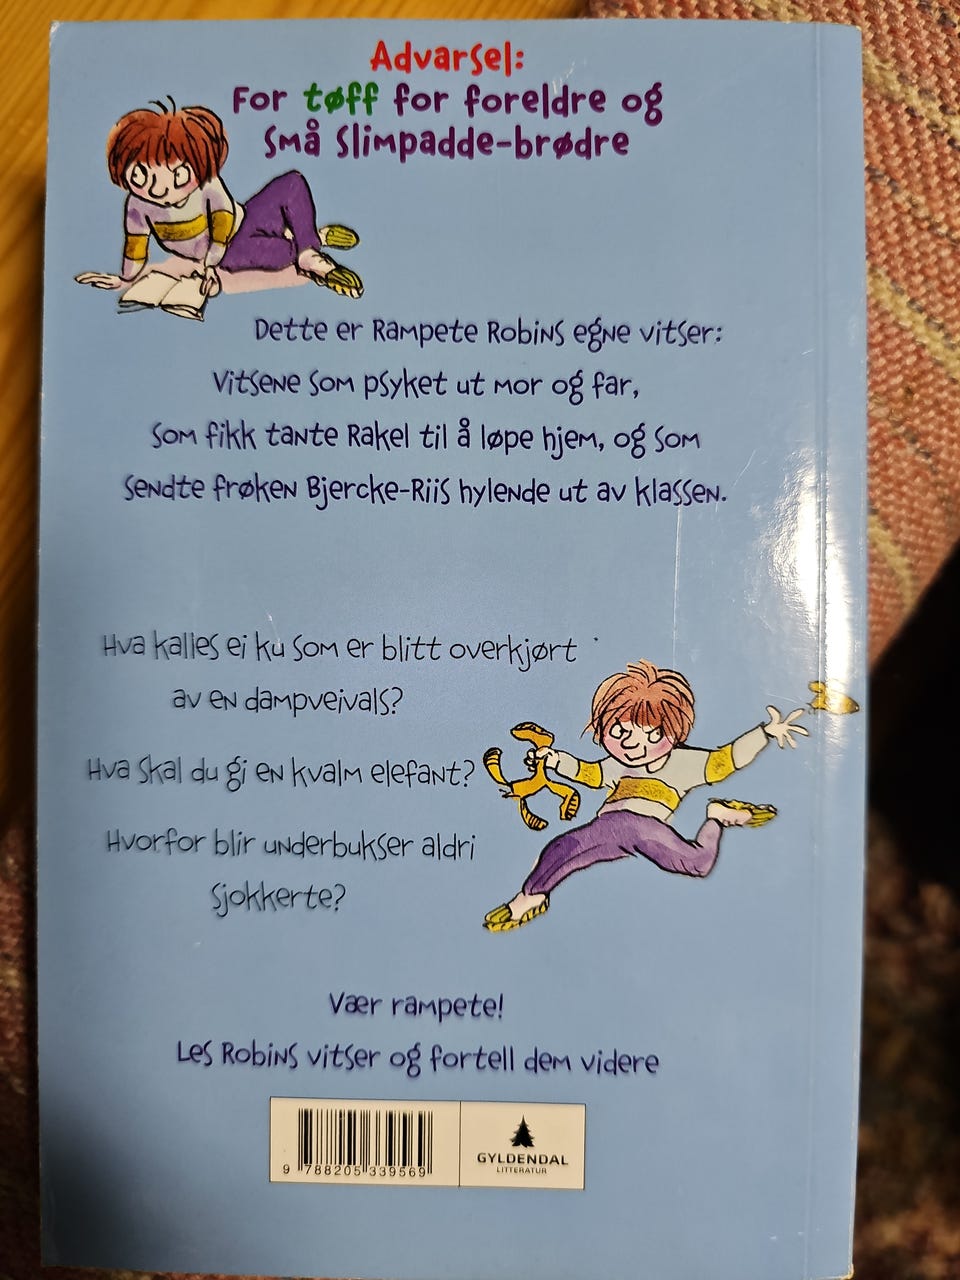 Advarsel:
For tøff for foreldre og
små slimpadde-brødre
Dette er Rampete Robins egne vitser:
Vitsene som psyket ut mor og far,
som fikk tante Rakel til å løpe hjem, og som
sendte frøken Bjercke-Riis hylende ut av klassen.
Hva kalles ei ku som er blitt overkjørt
av en dampveivals?
Hva skal du gi en kvalm elefant?
Hvorfor blir underbukser aldri
sjokkerte?
Vær rampete!
Les Robins vitser og fortell dem videre
9 788205 339569
GYLDENDAL
LITTERATUR